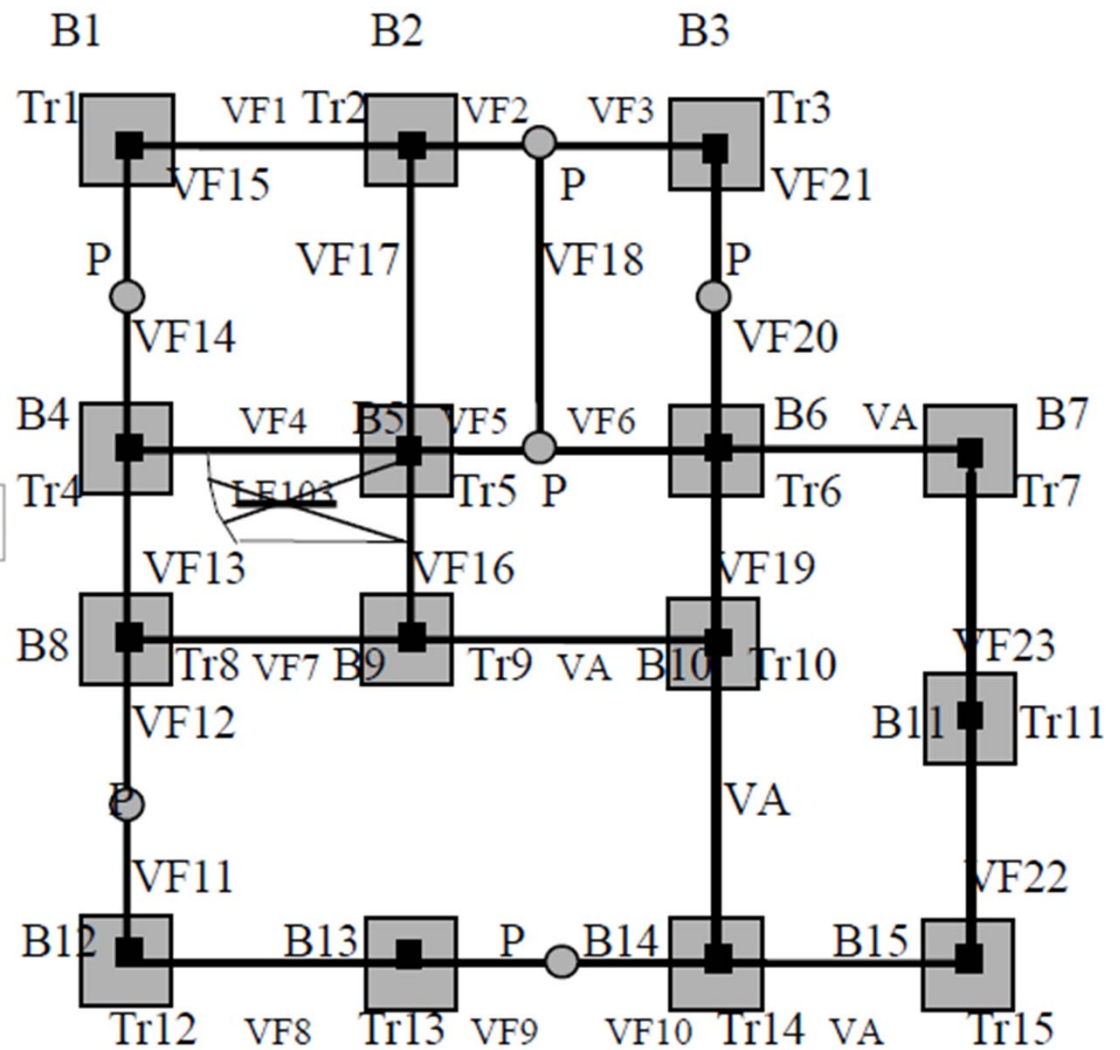 B1 B2 B3
Tr1 VF1 Tr2 VF2 VF3 Tr3
VF15 P VF21
P VF17 VF18 P
VF14 VF20
B4 VF4 B5 VF5 VF6 B6 VA B7
Tr4 LF103 Tr5 P Tr6 Tr7
VF13 VF16 VF19
B8 Tr8 VF7 B9 Tr9 VA B10 Tr10 VF23
VF12 B11 Tr11
P VA
VF11 VF22
B12 B13 P B14 B15
Tr12 VF8 Tr13 VF9 VF10 Tr14 VA Tr15